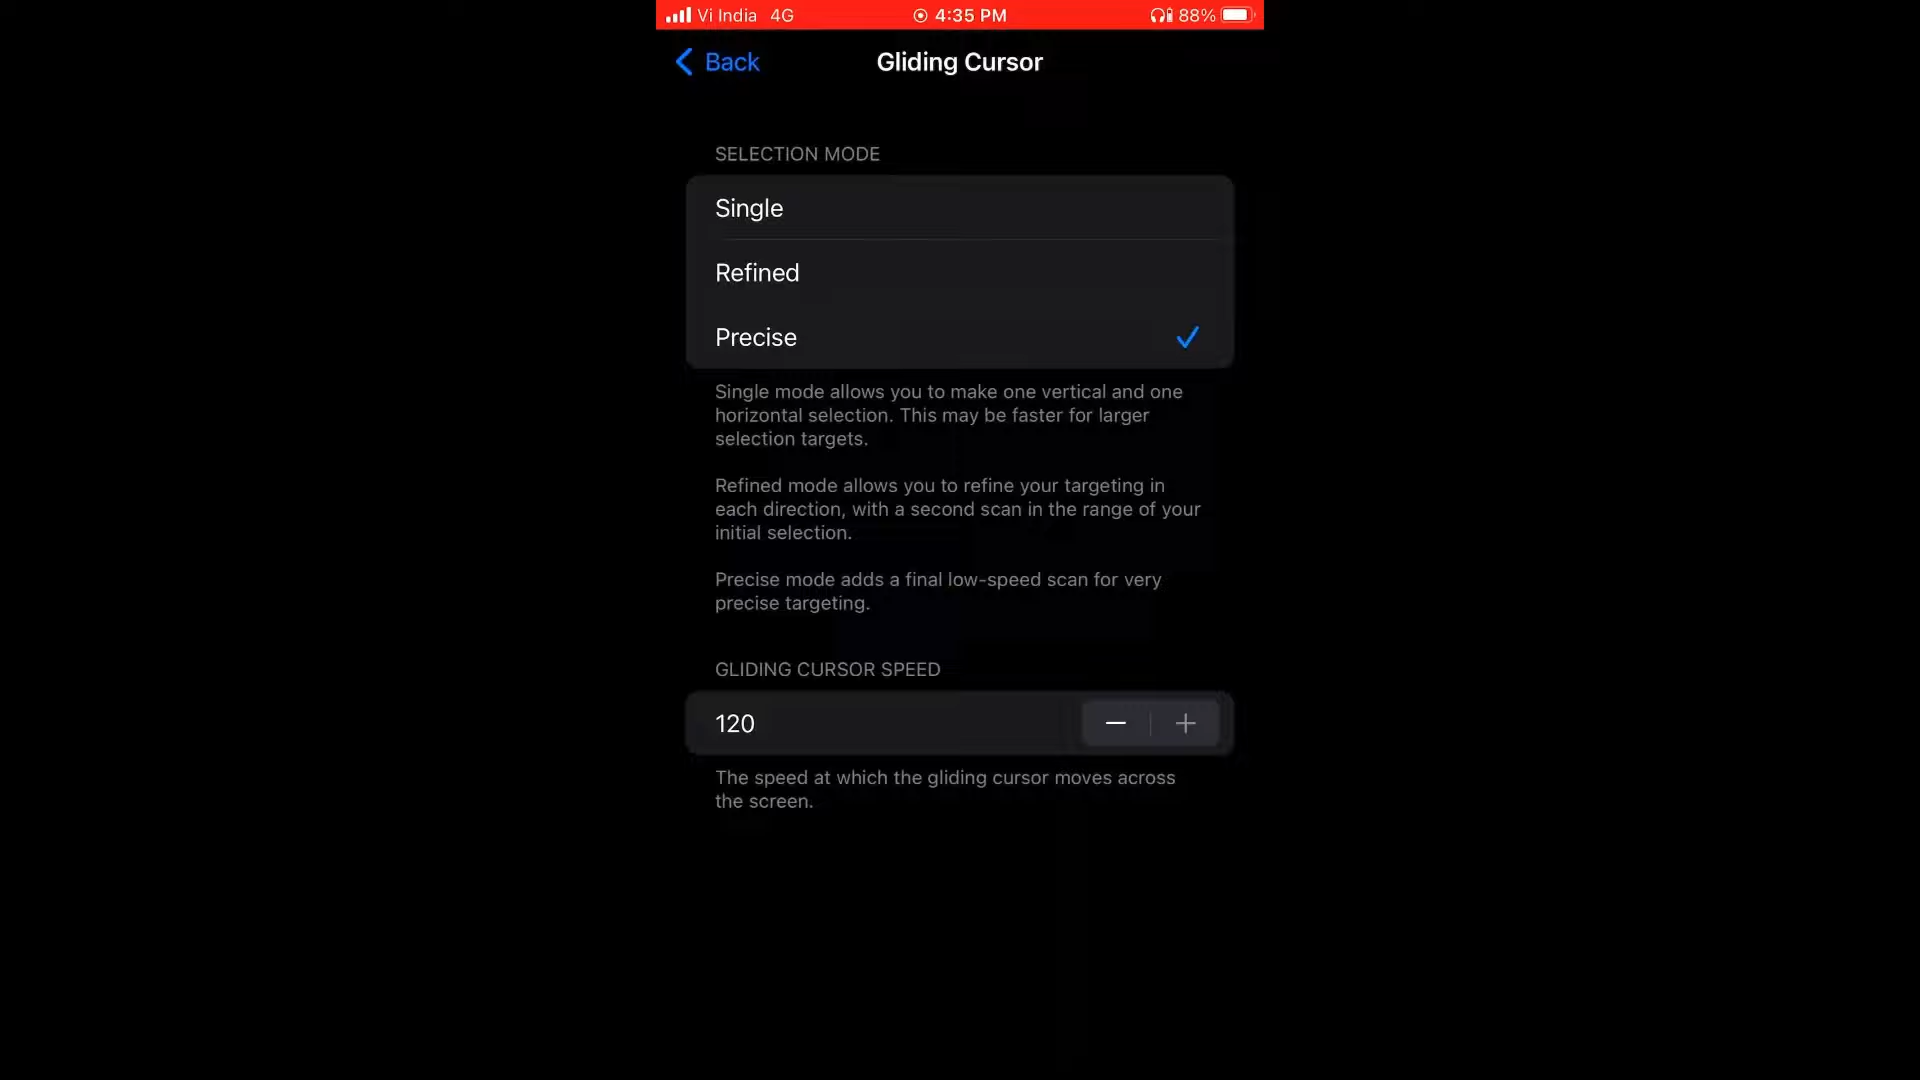 Vi India 4G 4:35 PM 88%
Back Gliding Cursor
SELECTION MODE
Single
Refined
Precise
Single mode allows you to make one vertical and one
horizontal selection. This may be faster for larger
selection targets.
Refined mode allows you to refine your targeting in
each direction, with a second scan in the range of your
initial selection.
Precise mode adds a final low-speed scan for very
precise targeting.
GLIDING CURSOR SPEED
120
The speed at which the gliding cursor moves across
the screen.